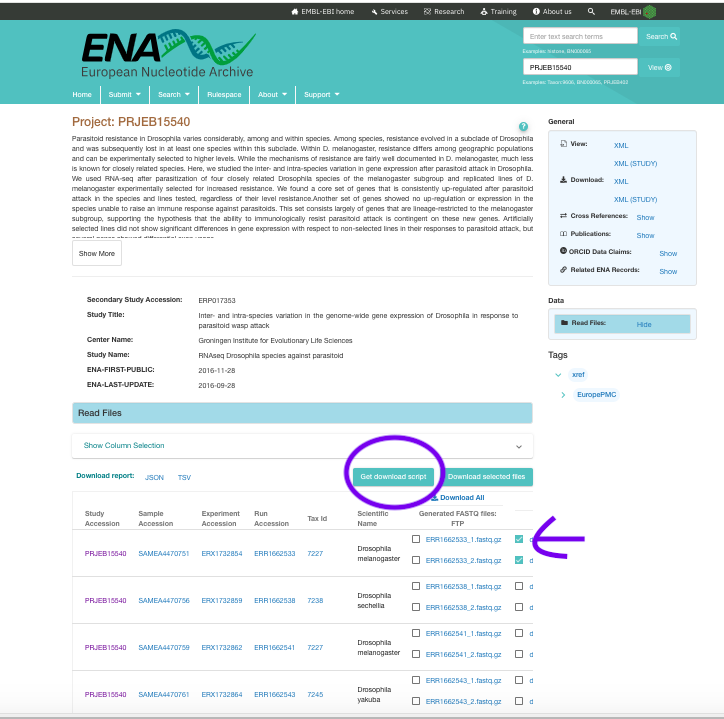 EMBL-EBI home Services Research Training About us EMBL-EBI
ENA
European Nucleotide Archive
Enter text search terms Search
Examples: histone, BN000065
PRJEB15540 View
Examples: Taxon:9606, BN000065, PRJEB402
Home Submit Search Rulespace About Support
Project: PRJEB15540
Parasitoid resistance in Drosophila varies considerably, among and within species. Among species, resistance evolved in a subclade of Drosophila
and was subsequently lost in at least one species within this subclade. Within D. melanogaster, resistance differs among geographic populations
and can be experimentally selected to higher levels. While the mechanisms of resistance are fairly well documented in D. melanogaster, much less
is known for closely related species. Here, we studied the inter- and intra-species variation in gene expression after parasitoid attack in Drosophila.
We used RNA-seq after parasitization of four closely related Drosophila species of the melanogaster subgroup and replicated lines of D.
melanogaster experimentally selected for increased resistance. We found a core set of genes that is consistently up-regulated after parasitoid
attack in the species and lines tested, regardless of their level resistance.Another set of genes showed no up-regulation or expression in the
species unable to raise an immune response against parasitoids. This set consists largely of genes that are lineage-restricted to the melanogaster
subgroup, supporting the hypothesis that the ability to immunologically resist parasitoid attack is contingent on these new genes. Artificially
selected lines did not show significant differences in gene expression with respect to non-selected lines in their responses to parasitoid attack, but
Show More
Secondary Study Accession: ERP017353
Study Title: Inter- and intra-species variation in the genome-wide gene expression of Drosophila in response to
parasitoid wasp attack
Center Name: Groningen Institute for Evolutionary Life Sciences
Study Name: RNAseq Drosophila species against parasitoid
ENA-FIRST-PUBLIC: 2016-11-28
ENA-LAST-UPDATE: 2016-09-28
Read Files
Show Column Selection
Download report: JSON TSV Get download script Download selected files
Download All
Study Accession Sample Accession Experiment Accession Run Accession Tax Id Scientific Name Generated FASTQ files: FTP
PRJEB15540 SAMEA4470751 ERX1732854 ERR1662533 7227 Drosophila melanogaster ERR1662533_1.fastq.gz d
ERR1662533_2.fastq.gz d
PRJEB15540 SAMEA4470756 ERX1732859 ERR1662538 7238 Drosophila sechellia ERR1662538_1.fastq.gz d
ERR1662538_2.fastq.gz d
PRJEB15540 SAMEA4470759 ERX1732862 ERR1662541 7227 Drosophila melanogaster ERR1662541_1.fastq.gz d
ERR1662541_2.fastq.gz d
PRJEB15540 SAMEA4470761 ERX1732864 ERR1662543 7245 Drosophila yakuba ERR1662543_1.fastq.gz d
ERR1662543_2.fastq.gz d
General
View: XML
XML (STUDY)
Download: XML
XML (STUDY)
Cross References: Show
Publications: Show
ORCID Data Claims: Show
Related ENA Records: Show
Data
Read Files: Hide
Tags
xref
EuropePMC